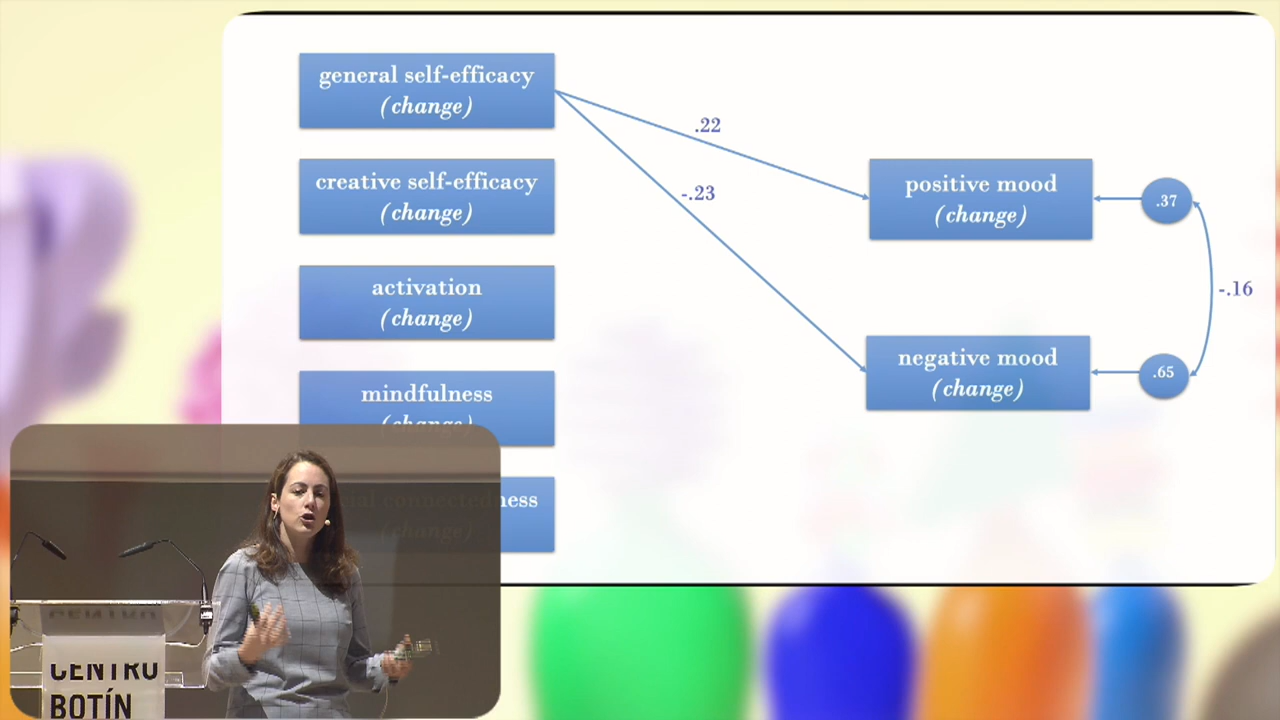 general self-efficacy
(change)
.22
creative self-efficacy
(change)
-.23
positive mood
(change)
.37
activation
(change)
-.16
negative mood
(change)
.65
mindfulness
(change)
connectedness
(change)
CENTRO
CENTRO
BOTÍN